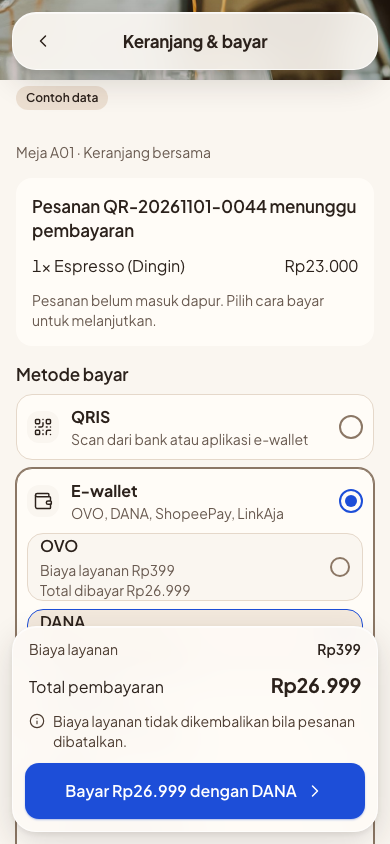 Keranjang & bayar
Contoh data
Meja A01 · Keranjang bersama
Pesanan QR-20261101-0044 menunggu
pembayaran
1× Espresso (Dingin) Rp23.000
Pesanan belum masuk dapur. Pilih cara bayar
untuk melanjutkan.
Metode bayar
QRIS
Scan dari bank atau aplikasi e-wallet
E-wallet
OVO, DANA, ShopeePay, LinkAja
OVO
Biaya layanan Rp399
Total dibayar Rp26.999
DANA
Biaya layanan Rp399
Total pembayaran Rp26.999
Biaya layanan tidak dikembalikan bila pesanan
dibatalkan.
Bayar Rp26.999 dengan DANA